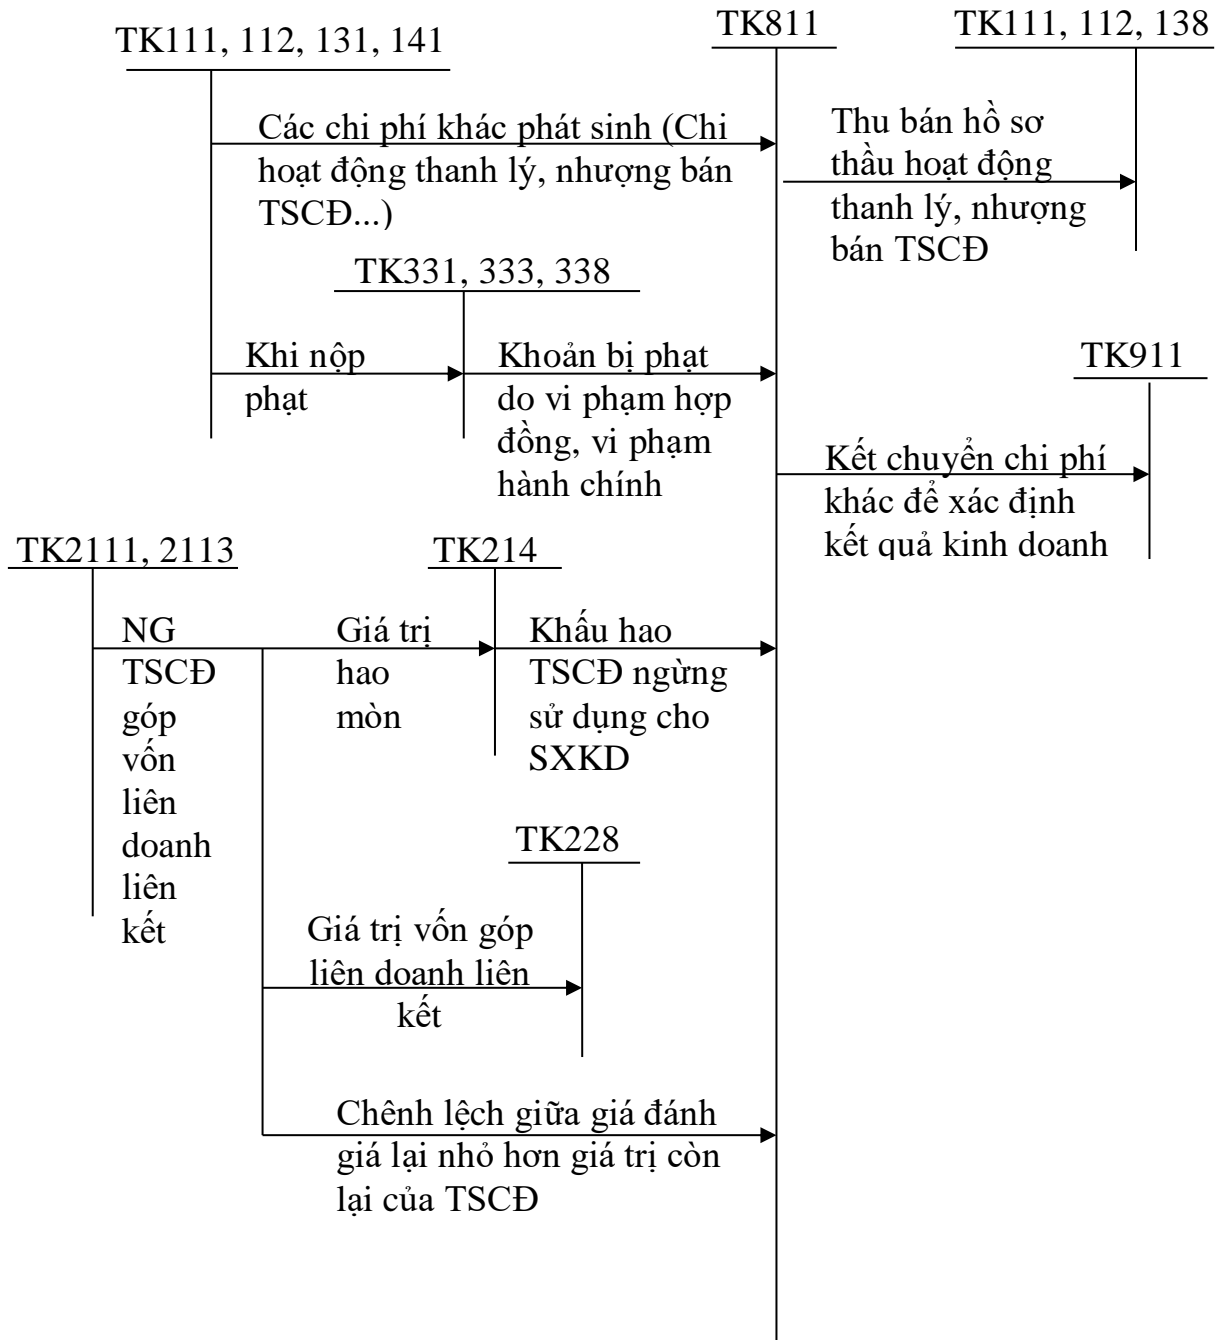 TK111, 112, 131, 141
TK811
TK111, 112, 138
Các chi phí khác phát sinh (Chi
hoạt động thanh lý, nhượng bán
TSCĐ...)
Thu bán hồ sơ
thầu hoạt động
thanh lý, nhượng
bán TSCĐ
TK331, 333, 338
Khi nộp
phạt
Khoản bị phạt
do vi phạm hợp
đồng, vi phạm
hành chính
TK911
Kết chuyển chi phí
khác để xác định
kết quả kinh doanh
TK2111, 2113
TK214
NG
TSCĐ
góp
vốn
liên
doanh
liên
kết
Giá trị
hao
mòn
Khấu hao
TSCĐ ngừng
sử dụng cho
SXKD
TK228
Giá trị vốn góp
liên doanh liên
kết
Chênh lệch giữa giá đánh
giá lại nhỏ hơn giá trị còn
lại của TSCĐ